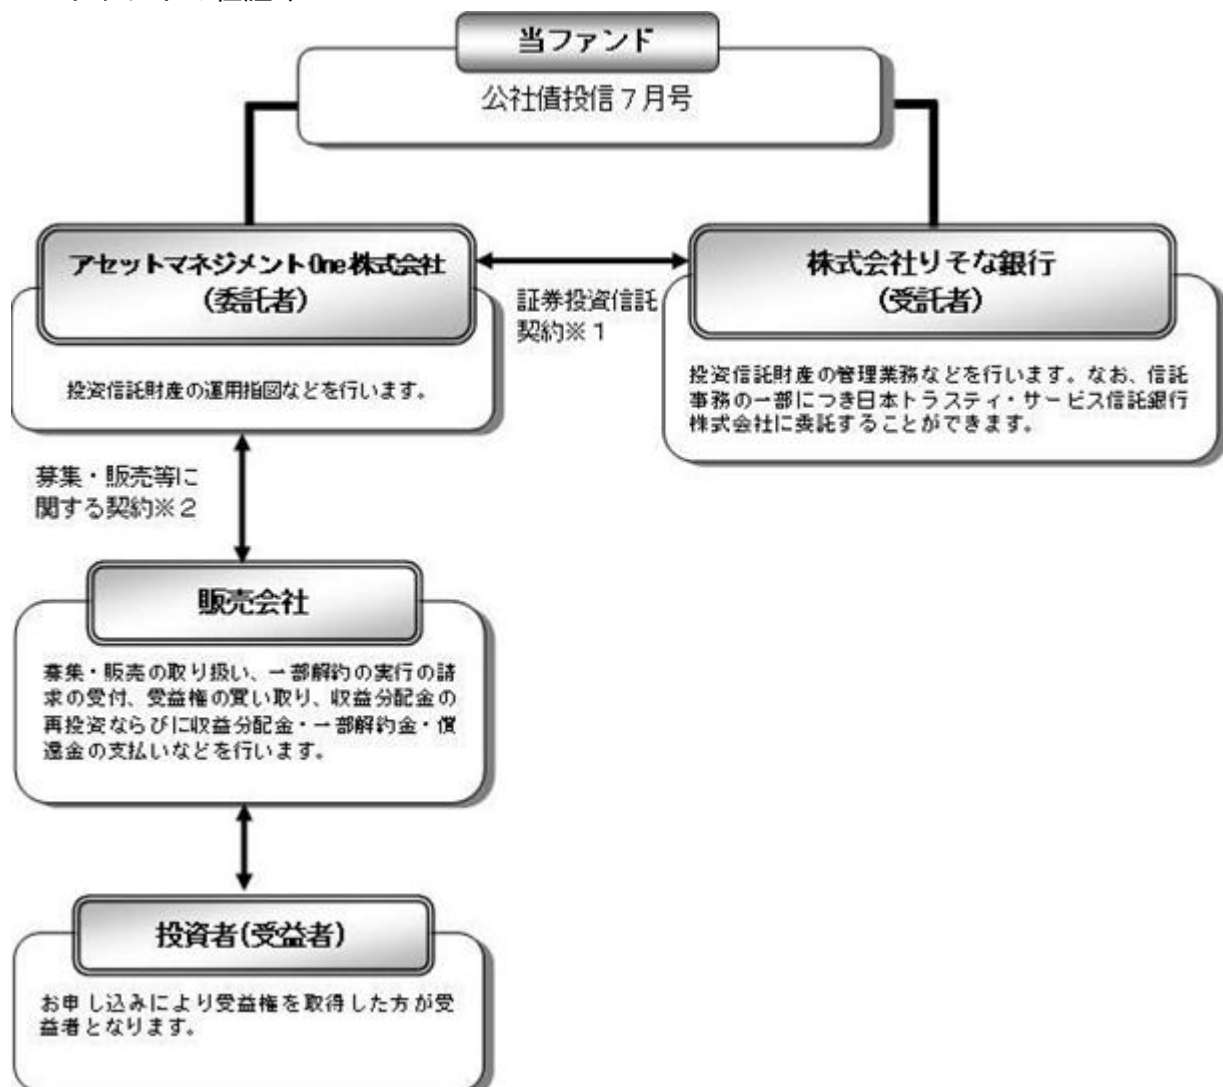 当ファンド
公社債投信７月号
アセットマネジメントOne株式会社
(委託者)
投資信託財産の運用指図などを行います。
証券投資信託
契約※１
株式会社りそな銀行
(受託者)
投資信託財産の管理業務などを行います。なお、信託
事務の一部につき日本トラスティ・サービス信託銀行
株式会社に委託することができます。
募集・販売等に
関する契約※２
販売会社
募集・販売の取り扱い、一部解約の実行の請
求の受付、受益権の買い取り、収益分配金の
再投資ならびに収益分配金・一部解約金・償
還金の支払いなどを行います。
投資者(受益者)
お申し込みにより受益権を取得した方が受
益者となります。